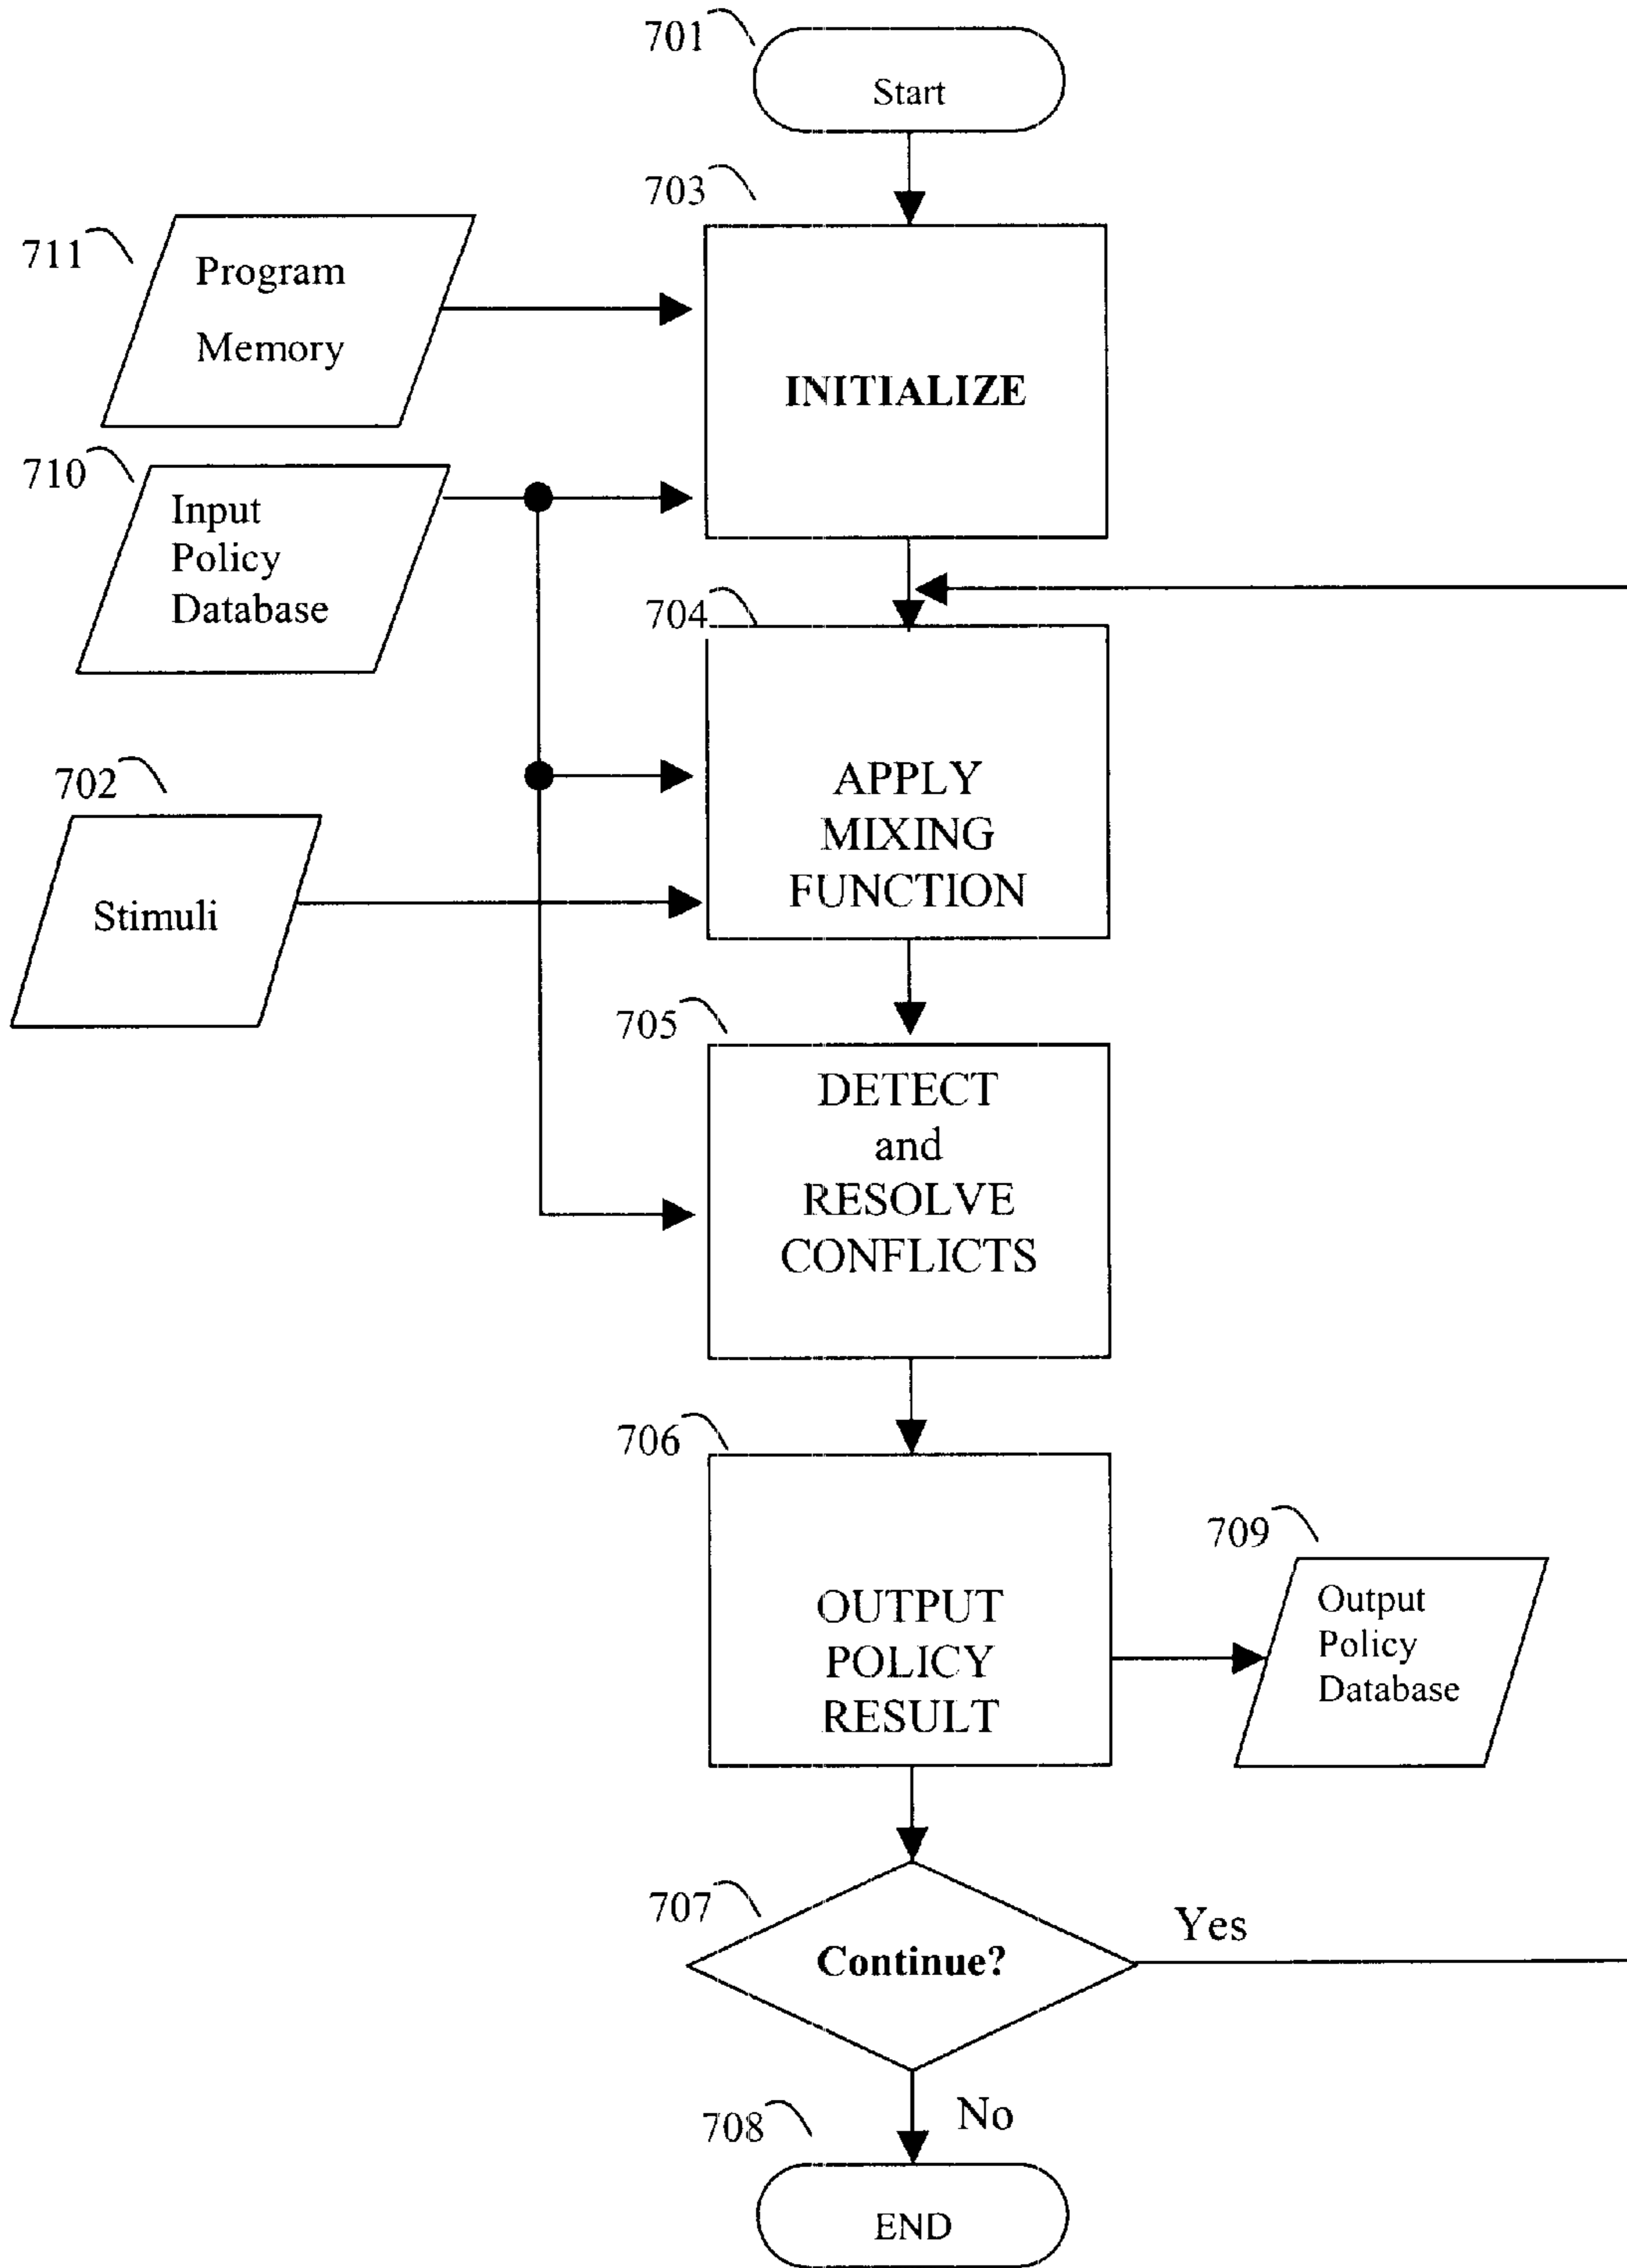 701
Start
703
711
Program
Memory
INITIALIZE
710
Input
Policy
Database
704
702
APPLY
MIXING
FUNCTION
Stimuli
705
DETECT
and
RESOLVE
CONFLICTS
706
709
OUTPUT
POLICY
RESULT
Output
Policy
Database
707
Continue?
Yes
No
708
END